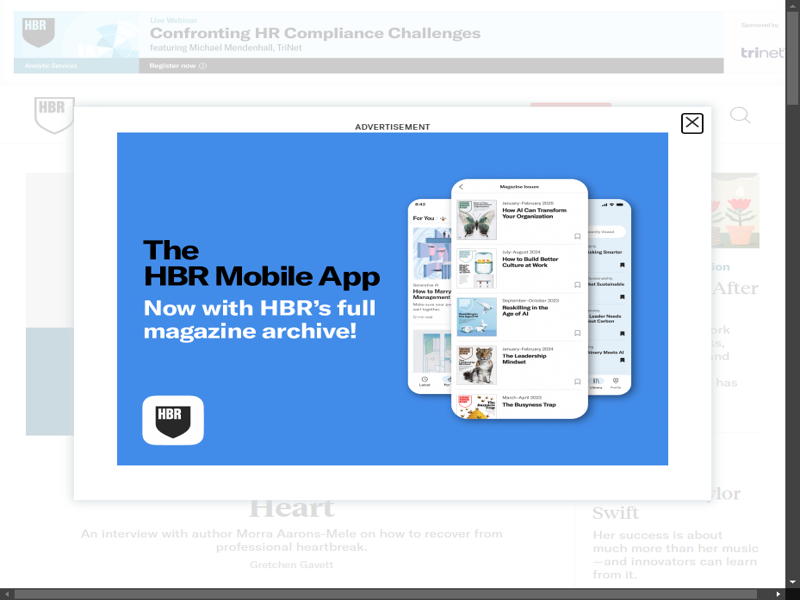 HBR
Live Webinar
Confronting HR Compliance Challenges
featuring Michael Mendenhall, TriNet
Analytic Services
Register now
Sponsored by
trinet
HBR
ADVERTISEMENT
The
HBR Mobile App
Now with HBR's full
magazine archive!
HBR
8:42
For You
How to Marry
Management
Latest
Magazine Issues
January–February 2025
How AI Can Transform
Your Organization
July–August 2024
How to Build Better
Culture at Work
September–October 2023
Reskilling in the
Age of AI
January–February 2024
The Leadership
Mindset
March–April 2023
The Busyness Trap
After
has
Heart
An interview with author Morra Aarons-Mele on how to recover from
professional heartbreak.
Gretchen Gavett
Swift
Her success is about
much more than her music
—and innovators can learn
from it.